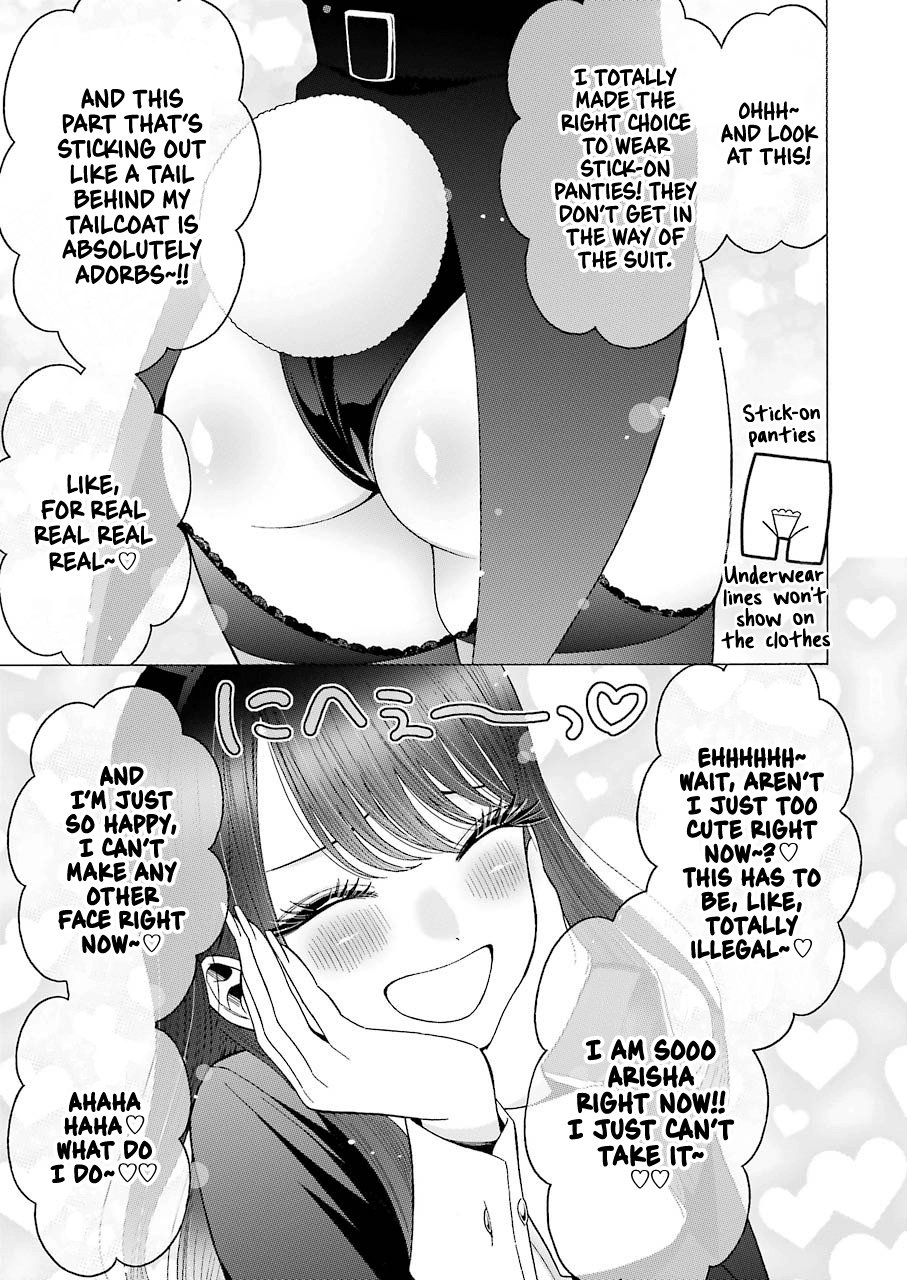 OHHH~
AND LOOK
AT THIS!
I TOTALLY
MADE THE
RIGHT CHOICE
TO WEAR
STICK-ON
PANTIES! THEY
DON'T GET IN
THE WAY OF
THE SUIT.
Stick-on
panties
Underwear
lines won't
show on
the clothes
AND THIS
PART THAT'S
STICKING OUT
LIKE A TAIL
BEHIND MY
TAILCOAT IS
ABSOLUTELY
ADORBS~!!
LIKE,
FOR REAL
REAL REAL
REAL~♡
にへぇ〜〜っ♡
EHHHHHH~
WAIT, AREN'T
I JUST TOO
CUTE RIGHT
NOW~?♡
THIS HAS TO
BE, LIKE,
TOTALLY
ILLEGAL~♡
I AM SOOO
ARISHA
RIGHT NOW!!
I JUST CAN'T
TAKE IT~
♡♡
AND
I'M JUST
SO HAPPY,
I CAN'T
MAKE ANY
OTHER
FACE RIGHT
NOW~♡
AHAHA
HAHA♡
WHAT DO
I DO~♡♡